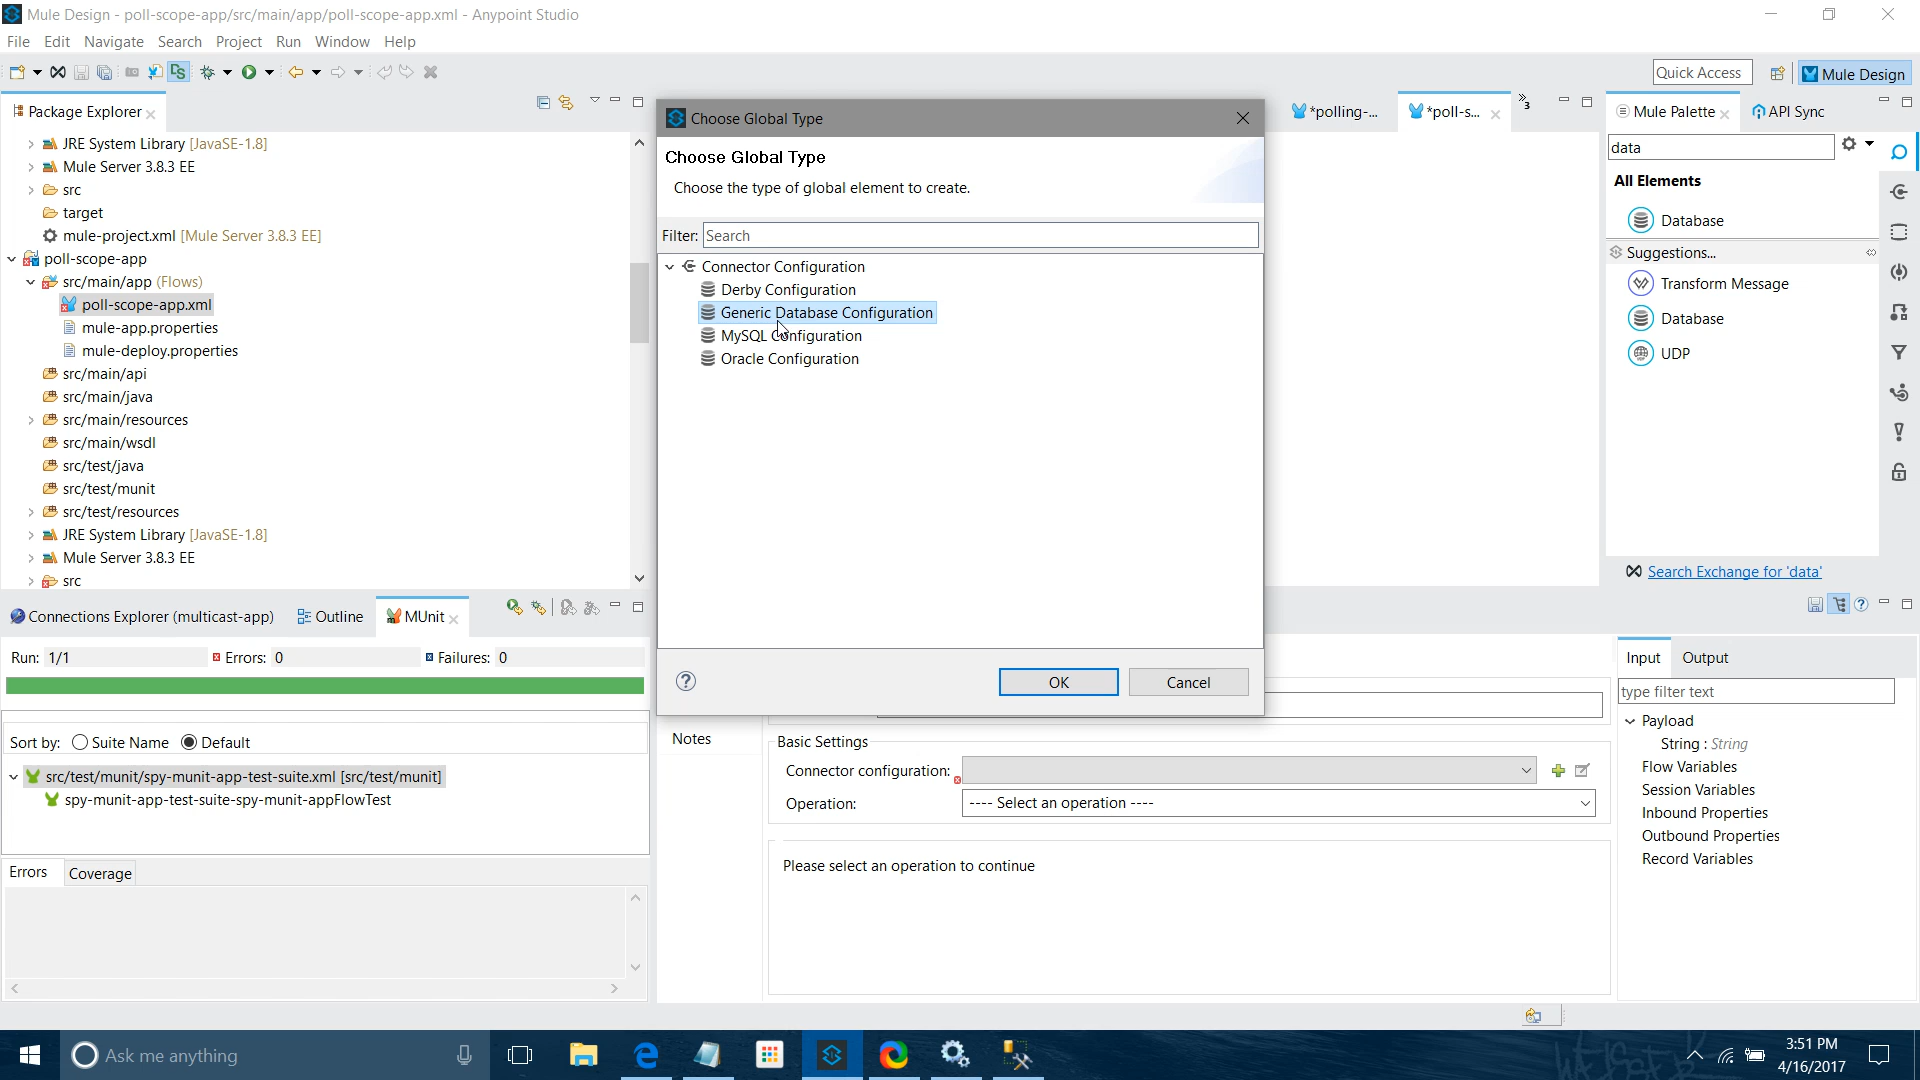 Mule Design - poll-scope-app/src/main/app/poll-scope-app.xml - Anypoint Studio
File Edit Navigate Search Project Run Window Help
Quick Access
Mule Design
Package Explorer
JRE System Library [JavaSE-1.8]
Mule Server 3.8.3 EE
src
target
mule-project.xml [Mule Server 3.8.3 EE]
poll-scope-app
src/main/app (Flows)
poll-scope-app.xml
mule-app.properties
mule-deploy.properties
src/main/api
src/main/java
src/main/resources
src/main/wsdl
src/test/java
src/test/munit
src/test/resources
JRE System Library [JavaSE-1.8]
Mule Server 3.8.3 EE
src
Choose Global Type
Choose Global Type
Choose the type of global element to create.
Filter: Search
Connector Configuration
Derby Configuration
Generic Database Configuration
MySQL Configuration
Oracle Configuration
OK
Cancel
*polling-...
*poll-s...
3
Mule Palette
API Sync
data
All Elements
Database
Suggestions...
Transform Message
Database
UDP
Search Exchange for 'data'
Connections Explorer (multicast-app)
Outline
MUnit
Run: 1/1
Errors: 0
Failures: 0
Sort by: Suite Name Default
src/test/munit/spy-munit-app-test-suite.xml [src/test/munit]
spy-munit-app-test-suite-spy-munit-appFlowTest
Errors
Coverage
Notes
Basic Settings
Connector configuration:
Operation: ---- Select an operation ----
Please select an operation to continue
Input
Output
type filter text
Payload
String : String
Flow Variables
Session Variables
Inbound Properties
Outbound Properties
Record Variables
Ask me anything
3:51 PM
4/16/2017